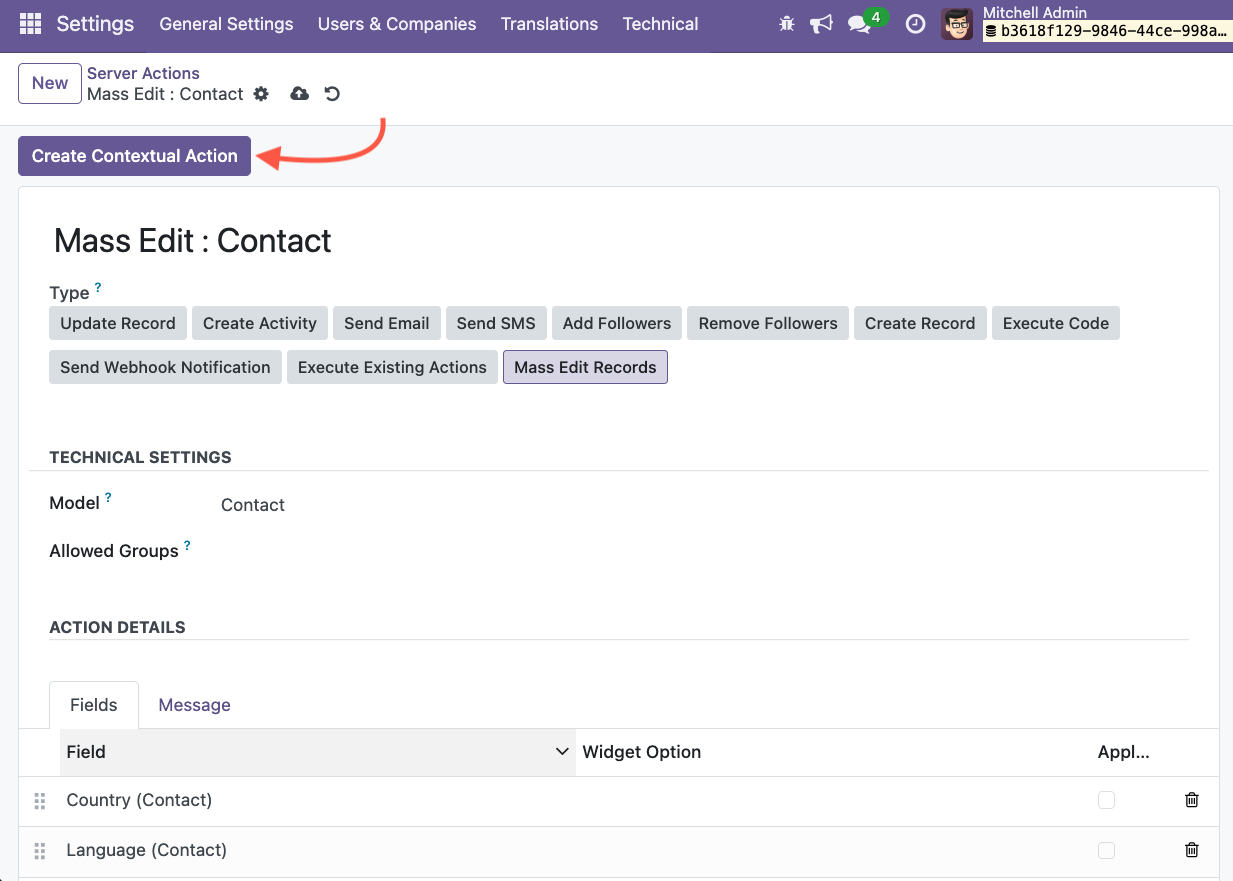 Settings General Settings Users & Companies Translations Technical 4 Mitchell Admin
b3618f129-9846-44ce-998a...
New Server Actions
Mass Edit : Contact
Create Contextual Action
Mass Edit : Contact
Type ?
Update Record Create Activity Send Email Send SMS Add Followers Remove Followers Create Record Execute Code
Send Webhook Notification Execute Existing Actions Mass Edit Records
TECHNICAL SETTINGS
Model ? Contact
Allowed Groups ?
ACTION DETAILS
Fields Message
Field Widget Option Appl...
Country (Contact)
Language (Contact)